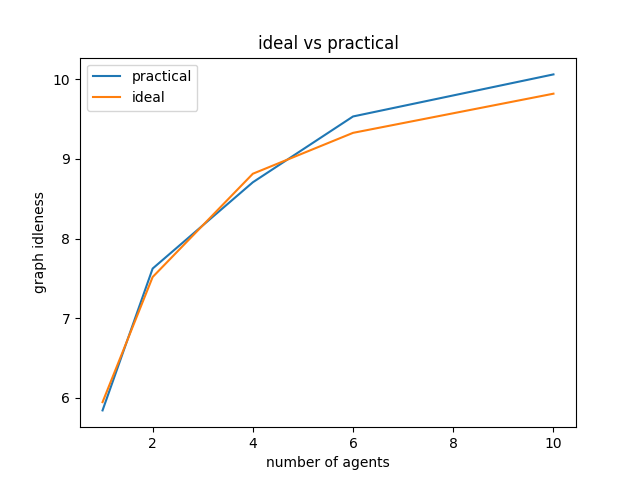 ideal vs practical
practical
ideal
10
9
8
7
6
graph idleness
2 4 6 8 10
number of agents